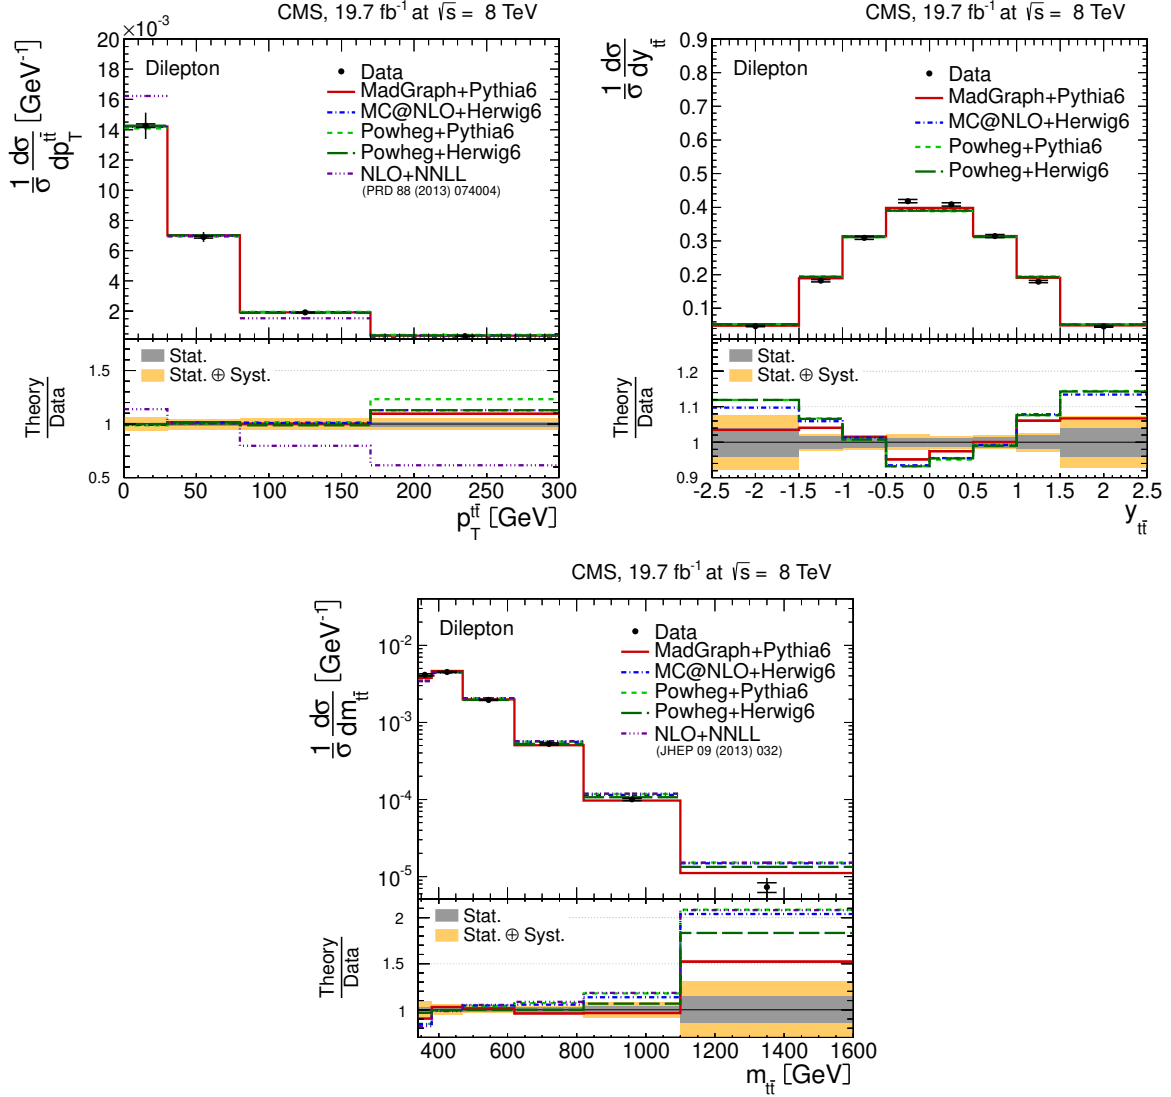 CMS, 19.7 fb⁻¹ at √s = 8 TeV
×10⁻³
1/σ dσ/dp_T^tt̄ [GeV⁻¹]
20
18
16
14
12
10
8
6
4
2
Dilepton
Data
MadGraph+Pythia6
MC@NLO+Herwig6
Powheg+Pythia6
Powheg+Herwig6
NLO+NNLL
(PRD 88 (2013) 074004)
Theory/Data
1.5
1
0.5
Stat.
Stat. ⊕ Syst.
0 50 100 150 200 250 300
p_T^tt̄ [GeV]
CMS, 19.7 fb⁻¹ at √s = 8 TeV
1/σ dσ/dy_tt̄
0.9
0.8
0.7
0.6
0.5
0.4
0.3
0.2
0.1
Dilepton
Data
MadGraph+Pythia6
MC@NLO+Herwig6
Powheg+Pythia6
Powheg+Herwig6
Theory/Data
1.2
1.1
1.0
0.9
Stat.
Stat. ⊕ Syst.
-2.5 -2 -1.5 -1 -0.5 0 0.5 1 1.5 2 2.5
y_tt̄
CMS, 19.7 fb⁻¹ at √s = 8 TeV
1/σ dσ/dm_tt̄ [GeV⁻¹]
10⁻²
10⁻³
10⁻⁴
10⁻⁵
Dilepton
Data
MadGraph+Pythia6
MC@NLO+Herwig6
Powheg+Pythia6
Powheg+Herwig6
NLO+NNLL
(JHEP 09 (2013) 032)
Theory/Data
2
1.5
1
Stat.
Stat. ⊕ Syst.
400 600 800 1000 1200 1400 1600
m_tt̄ [GeV]